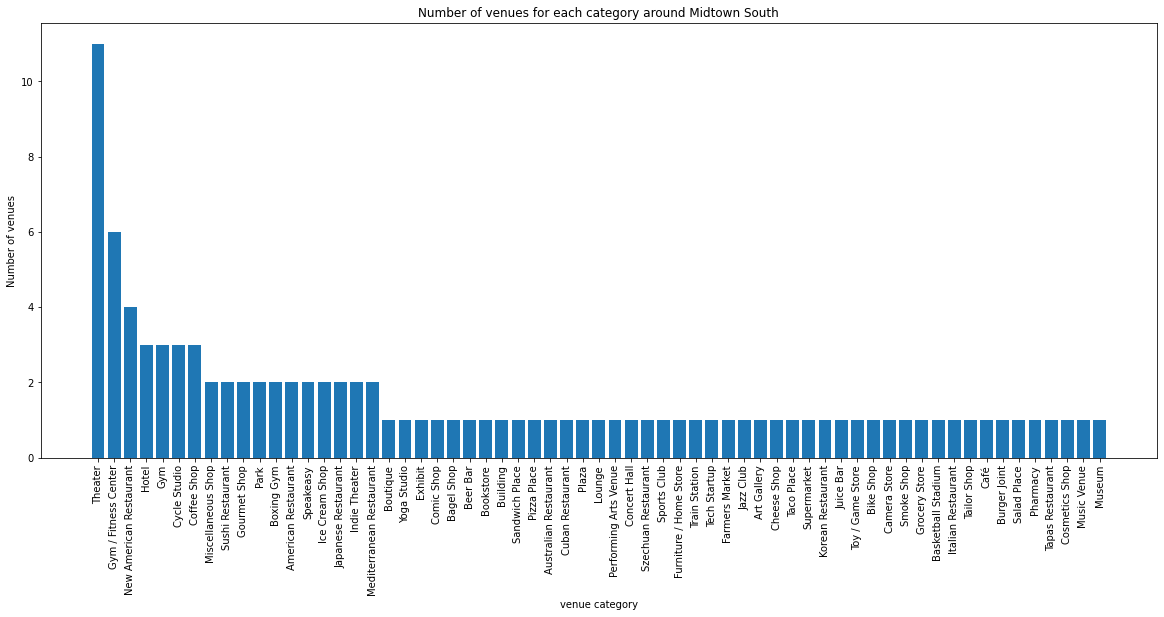 Number of venues for each category around Midtown South
Number of venues
10
8
6
4
2
0
Theater
Gym / Fitness Center
New American Restaurant
Hotel
Gym
Cycle Studio
Coffee Shop
Miscellaneous Shop
Sushi Restaurant
Gourmet Shop
Park
Boxing Gym
American Restaurant
Speakeasy
Ice Cream Shop
Japanese Restaurant
Indie Theater
Mediterranean Restaurant
Boutique
Yoga Studio
Exhibit
Comic Shop
Bagel Shop
Beer Bar
Bookstore
Building
Sandwich Place
Pizza Place
Australian Restaurant
Cuban Restaurant
Plaza
Lounge
Performing Arts Venue
Concert Hall
Szechuan Restaurant
Sports Club
Furniture / Home Store
Train Station
Tech Startup
Farmers Market
Jazz Club
Art Gallery
Cheese Shop
Taco Place
Supermarket
Korean Restaurant
Juice Bar
Toy / Game Store
Bike Shop
Camera Store
Smoke Shop
Grocery Store
Basketball Stadium
Italian Restaurant
Tailor Shop
Café
Burger Joint
Salad Place
Pharmacy
Tapas Restaurant
Cosmetics Shop
Music Venue
Museum
venue category